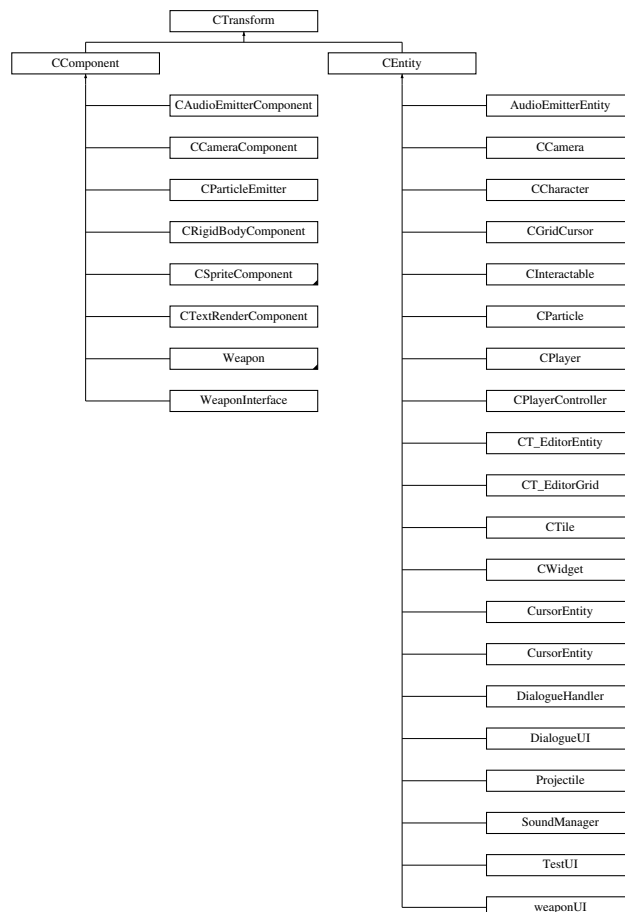 CTransform
CComponent
CEntity
CAudioEmitterComponent
AudioEmitterEntity
CCameraComponent
CCamera
CParticleEmitter
CCharacter
CRigidBodyComponent
CGridCursor
CSpriteComponent
CInteractable
CTextRenderComponent
CParticle
Weapon
CPlayer
WeaponInterface
CPlayerController
CT_EditorEntity
CT_EditorGrid
CTile
CWidget
CursorEntity
CursorEntity
DialogueHandler
DialogueUI
Projectile
SoundManager
TestUI
weaponUI